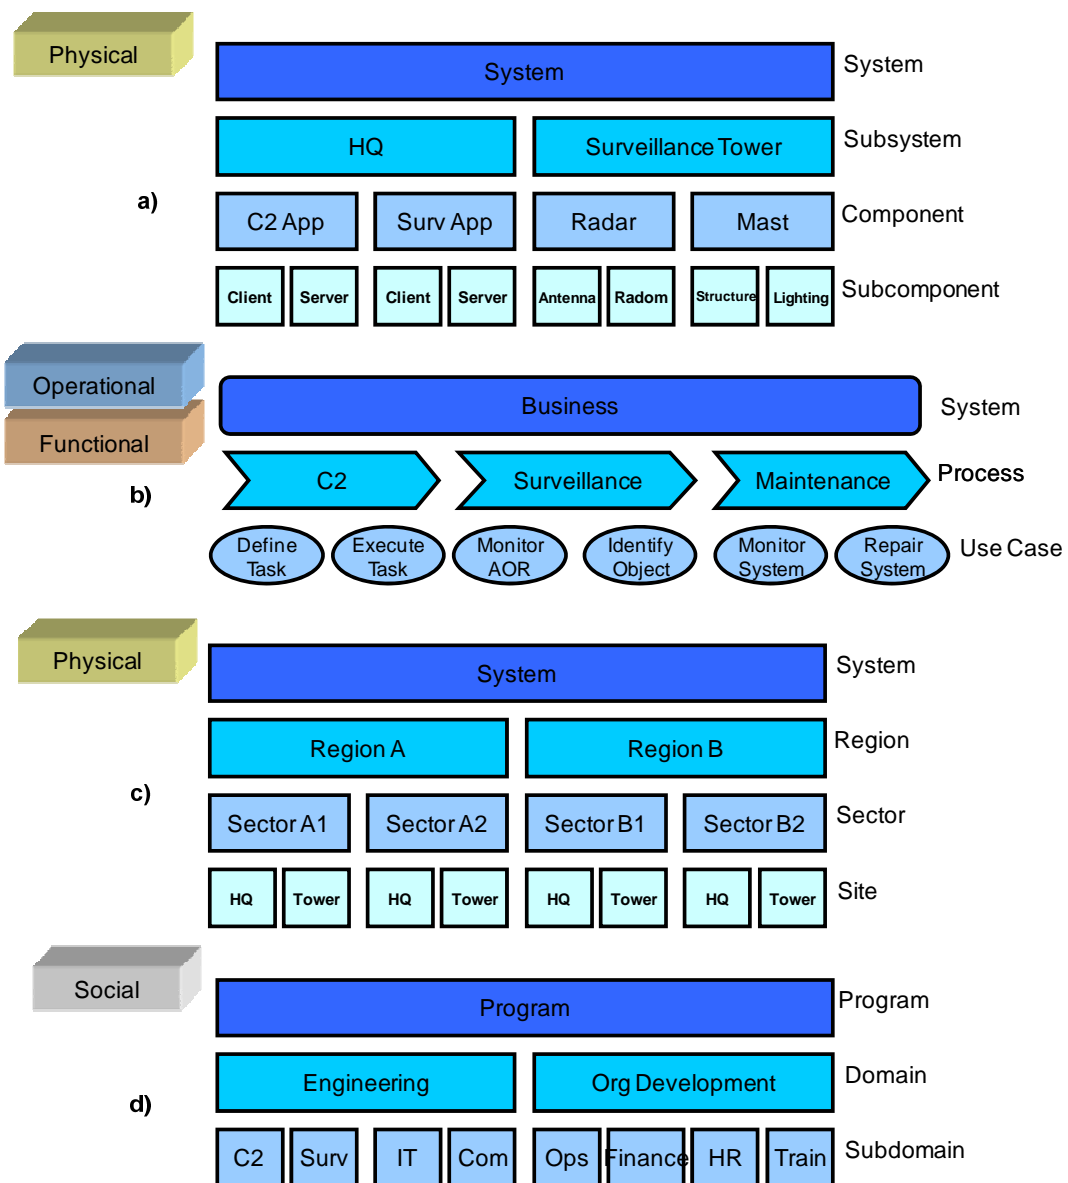 Physical
System
System
HQ
Surveillance Tower
Subsystem
a)
C2 App
Surv App
Radar
Mast
Component
Client
Server
Client
Server
Antenna
Radom
Structure
Lighting
Subcomponent
Operational
Functional
Business
System
b)
C2
Surveillance
Maintenance
Process
Define
Task
Execute
Task
Monitor
AOR
Identify
Object
Monitor
System
Repair
System
Use Case
Physical
System
System
Region A
Region B
Region
c)
Sector A1
Sector A2
Sector B1
Sector B2
Sector
HQ
Tower
HQ
Tower
HQ
Tower
HQ
Tower
Site
Social
Program
Program
Engineering
Org Development
Domain
d)
C2
Surv
IT
Com
Ops
Finance
HR
Train
Subdomain